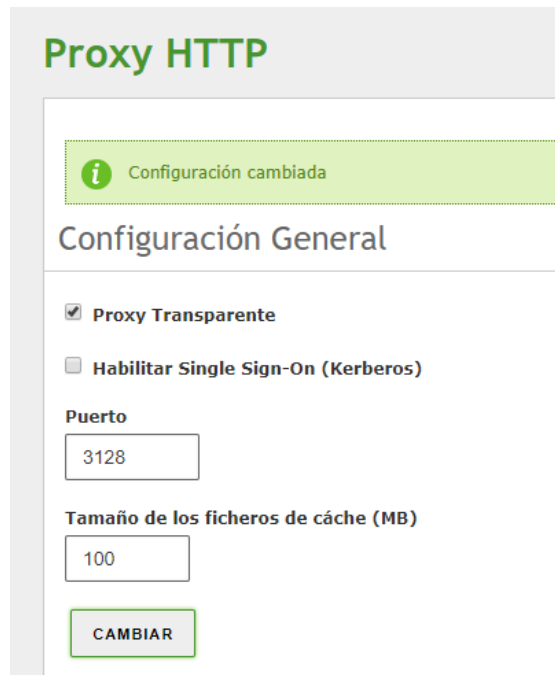 Proxy HTTP
Configuración cambiada
Configuración General
Proxy Transparente
Habilitar Single Sign-On (Kerberos)
Puerto
3128
Tamaño de los ficheros de cáche (MB)
100
CAMBIAR